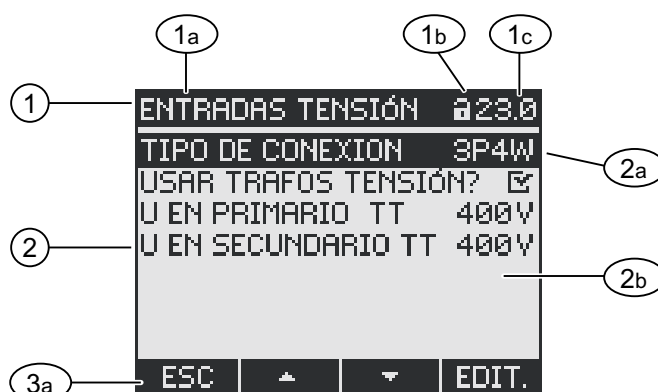 1a 1b 1c
1 ENTRADAS TENSIÓN 23.0
TIPO DE CONEXION 3P4W
2a
USAR TRAFOS TENSIÓN?
U EN PRIMARIO TT 400V
2 U EN SECUNDARIO TT 400V
2b
3a ESC EDIT.